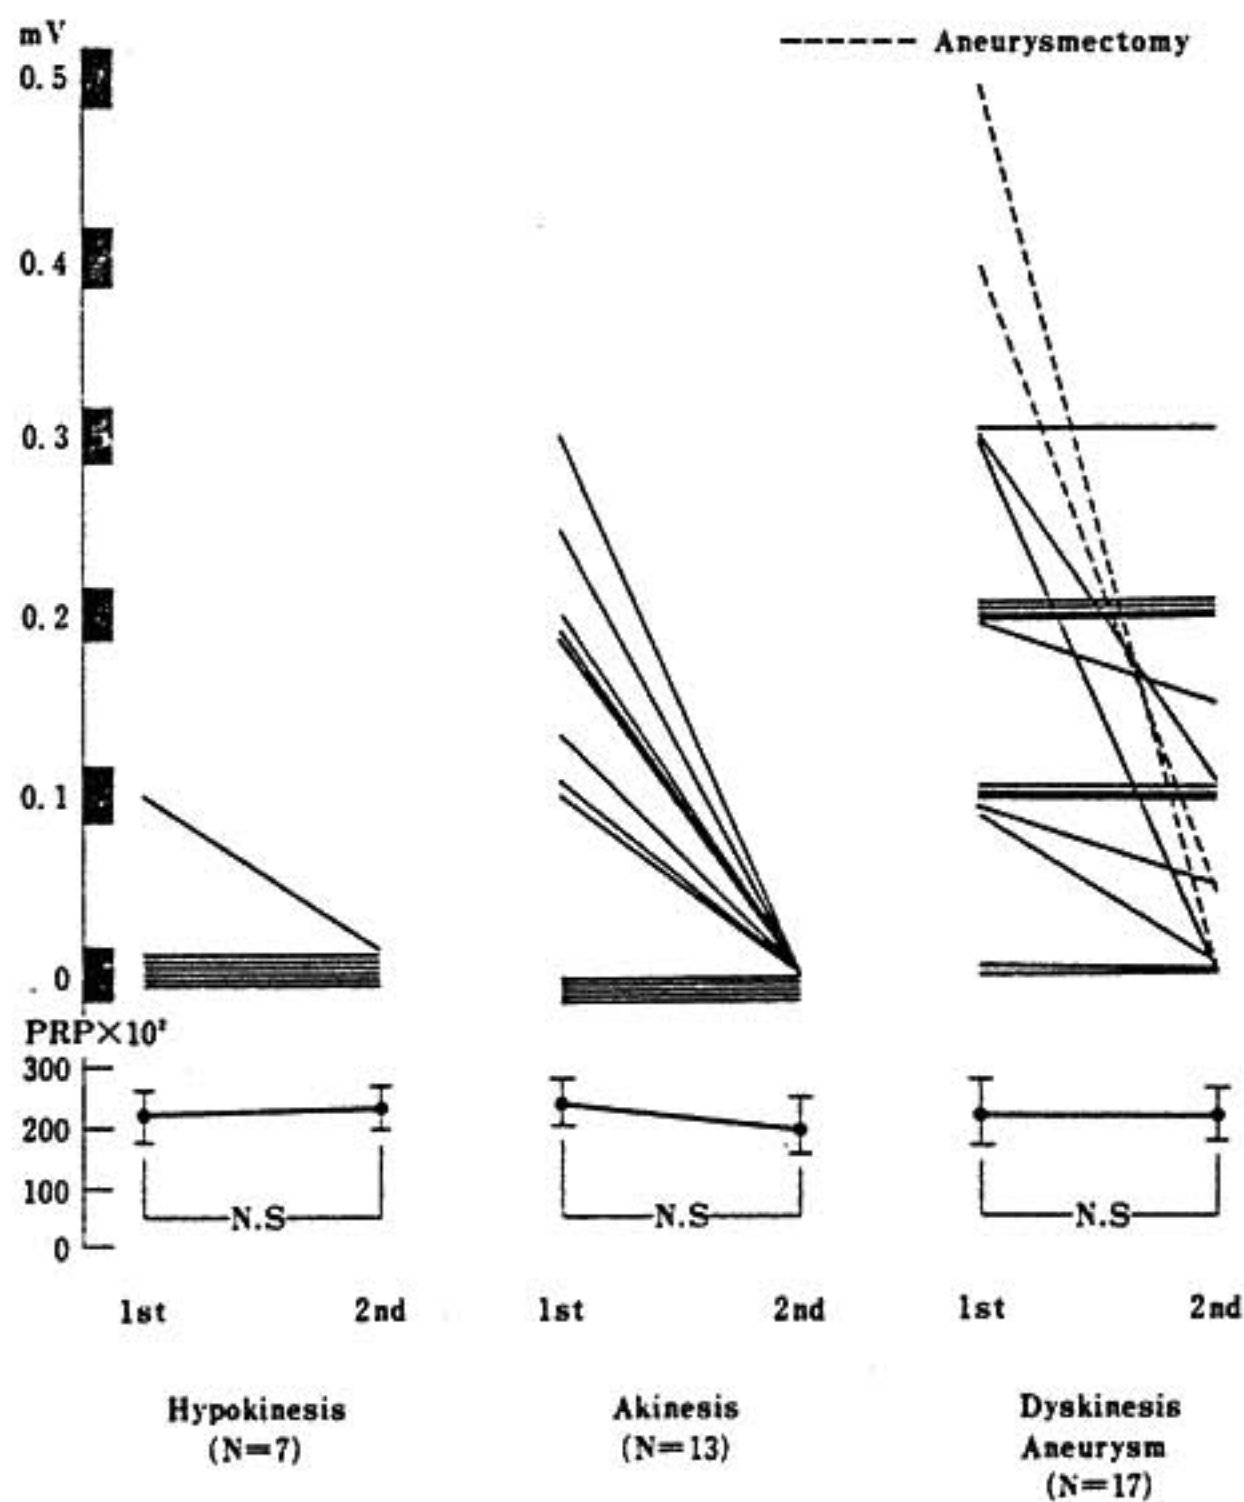 mV
------- Aneurysmectomy
0.5
0.4
0.3
0.2
0.1
0
PRP×10²
300
200
100
0
N.S
N.S
N.S
1st 2nd 1st 2nd 1st 2nd
Hypokinesis
(N=7)
Akinesis
(N=13)
Dyskinesis
Aneurysm
(N=17)